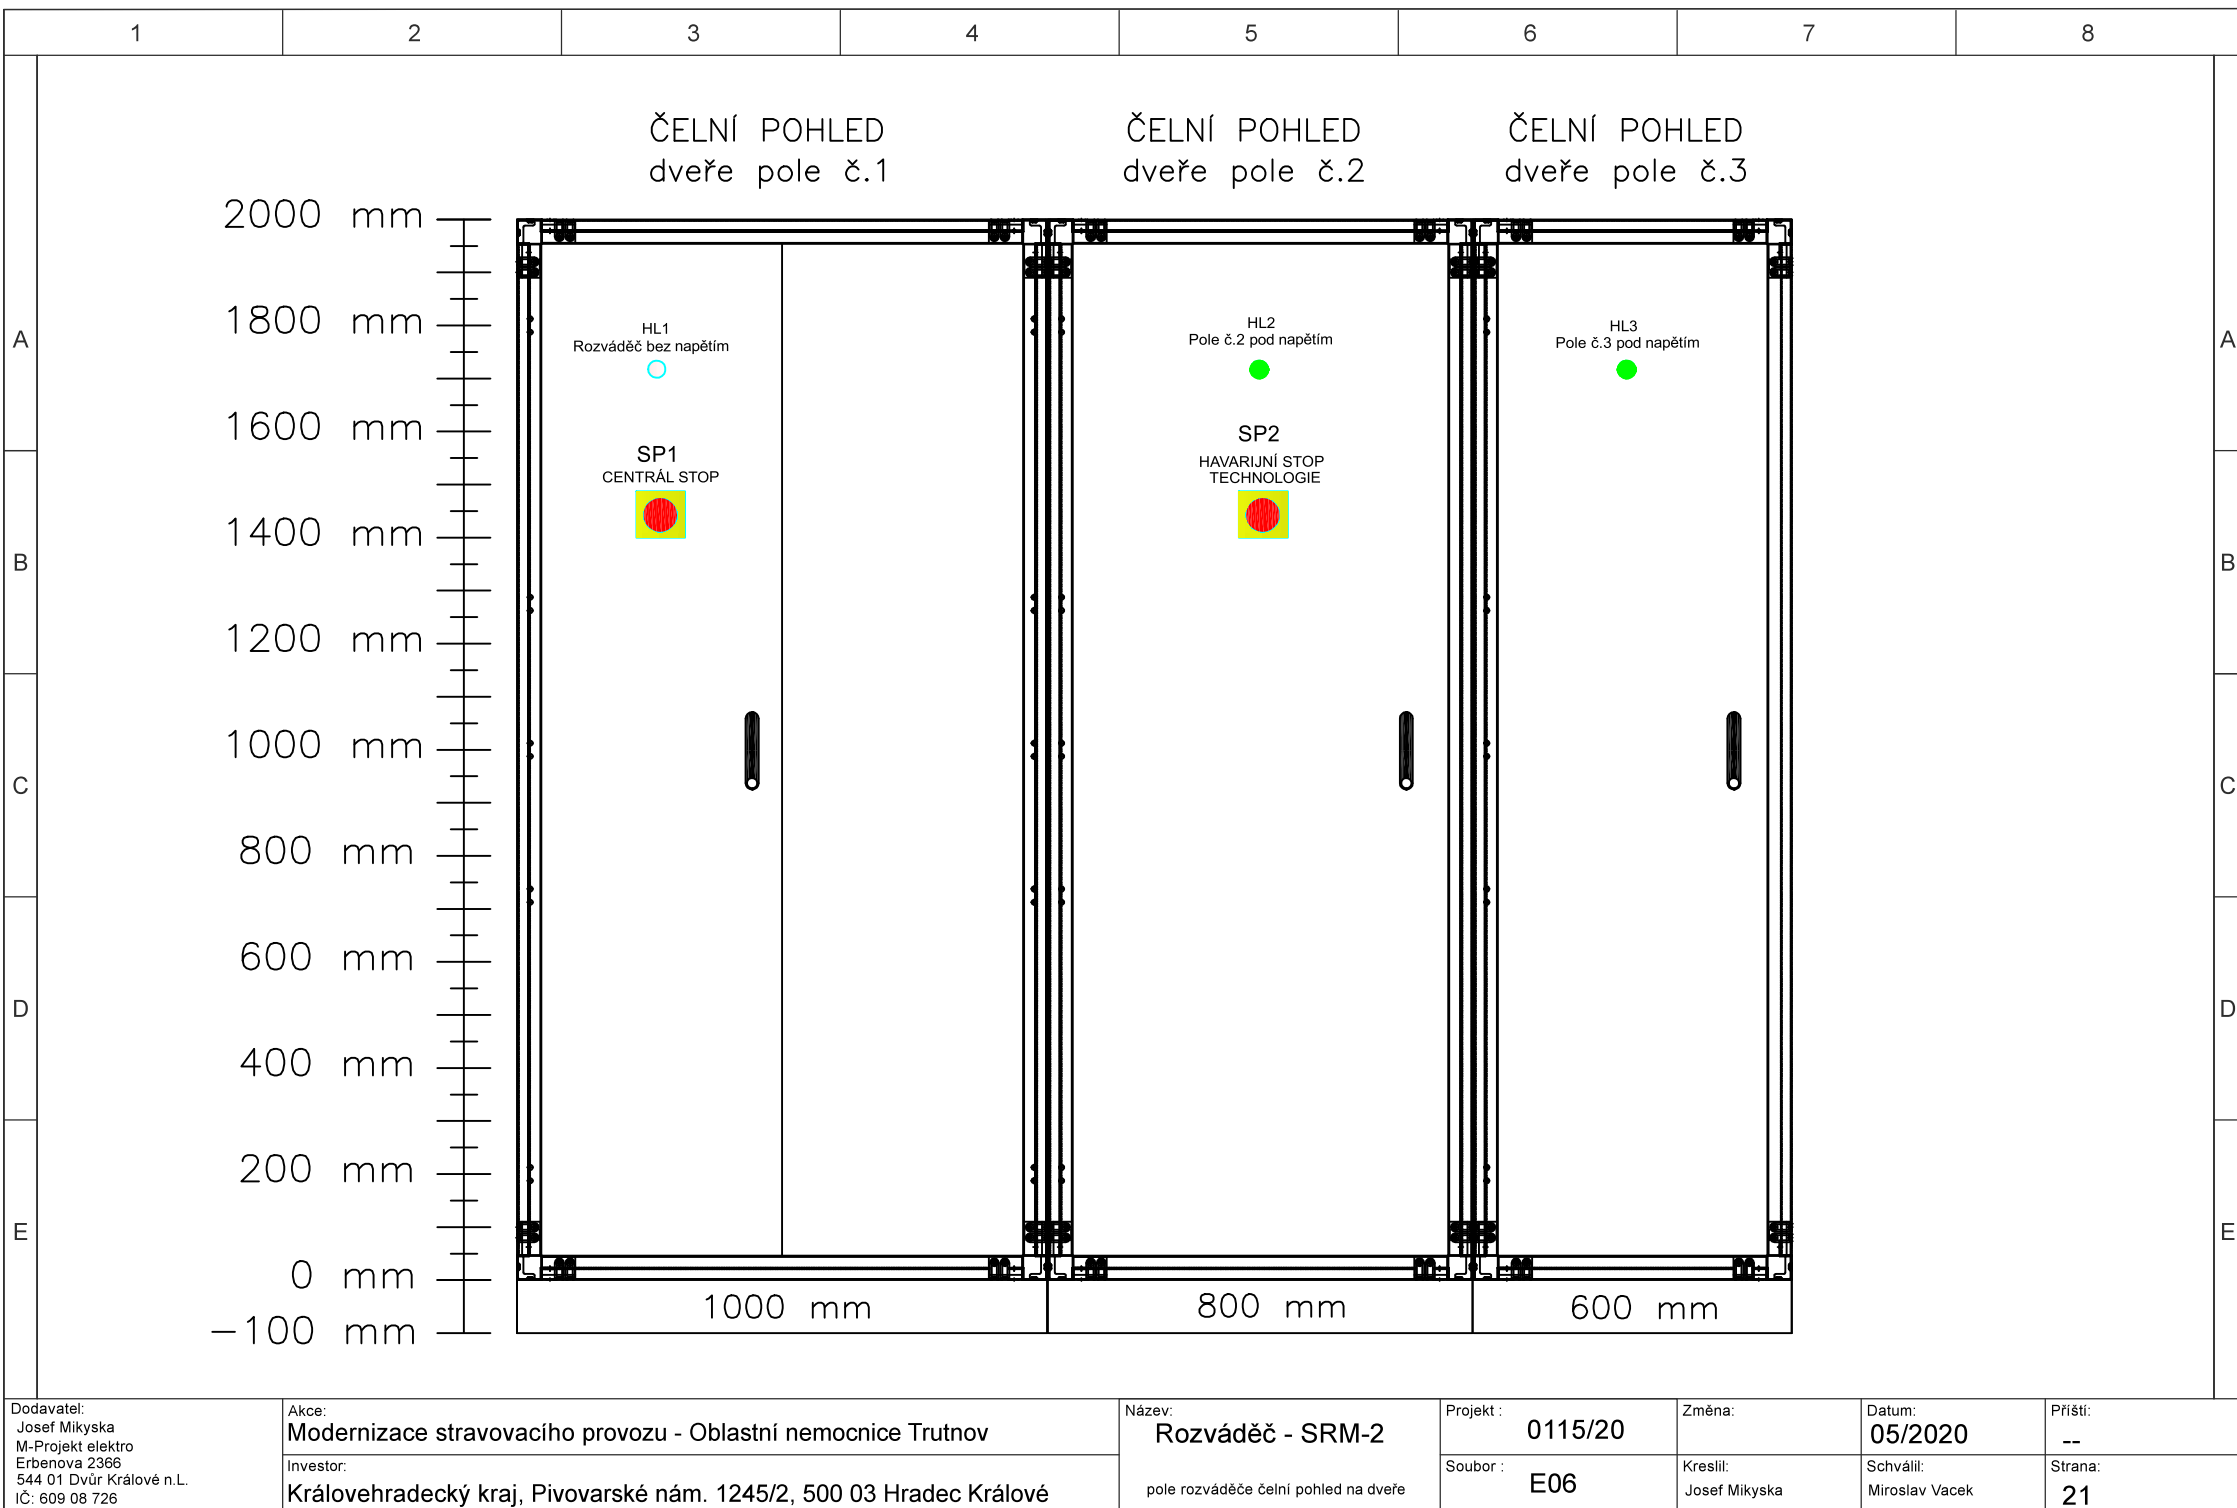 1 2 3 4 5 6 7 8
ČELNÍ POHLED
dveře pole č.1
ČELNÍ POHLED
dveře pole č.2
ČELNÍ POHLED
dveře pole č.3
2000 mm
1800 mm
1600 mm
1400 mm
1200 mm
1000 mm
800 mm
600 mm
400 mm
200 mm
0 mm
-100 mm
A
B
C
D
E
HL1
Rozváděč bez napětím
SP1
CENTRÁL STOP
HL2
Pole č.2 pod napětím
SP2
HAVARIJNÍ STOP
TECHNOLOGIE
HL3
Pole č.3 pod napětím
A
B
C
D
E
1000 mm
800 mm
600 mm
Dodavatel:
Josef Mikyska
M-Projekt elektro
Erbenova 2366
544 01 Dvůr Králové n.L.
IČ: 609 08 726
Akce:
Modernizace stravovacího provozu - Oblastní nemocnice Trutnov
Investor:
Královehradecký kraj, Pivovarské nám. 1245/2, 500 03 Hradec Králové
Název:
Rozváděč - SRM-2
pole rozváděče čelní pohled na dveře
Projekt :
0115/20
Soubor :
E06
Změna:
Kreslil:
Josef Mikyska
Datum:
05/2020
Schválil:
Miroslav Vacek
Příští:
--
Strana:
21